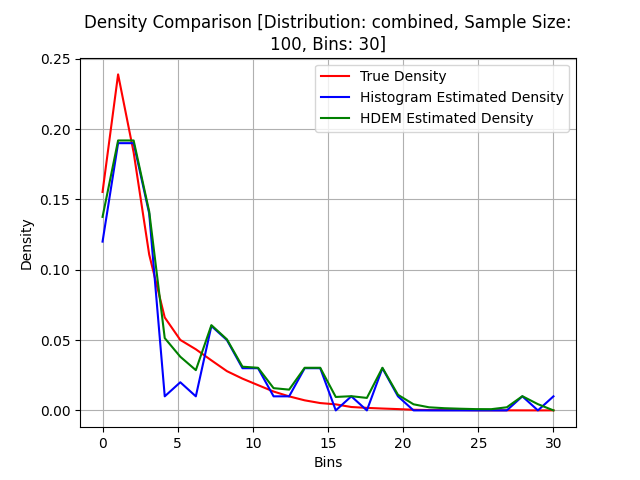 Density Comparison [Distribution: combined, Sample Size:
100, Bins: 30]
True Density
Histogram Estimated Density
HDEM Estimated Density
Density
0.25
0.20
0.15
0.10
0.05
0.00
0 5 10 15 20 25 30
Bins